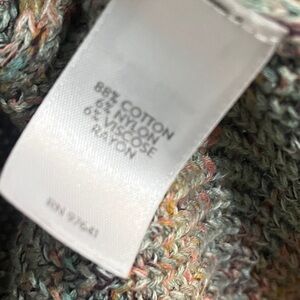 88% COTTON
6% NYLON
6% VISCOSE
RAYON
RN 97641